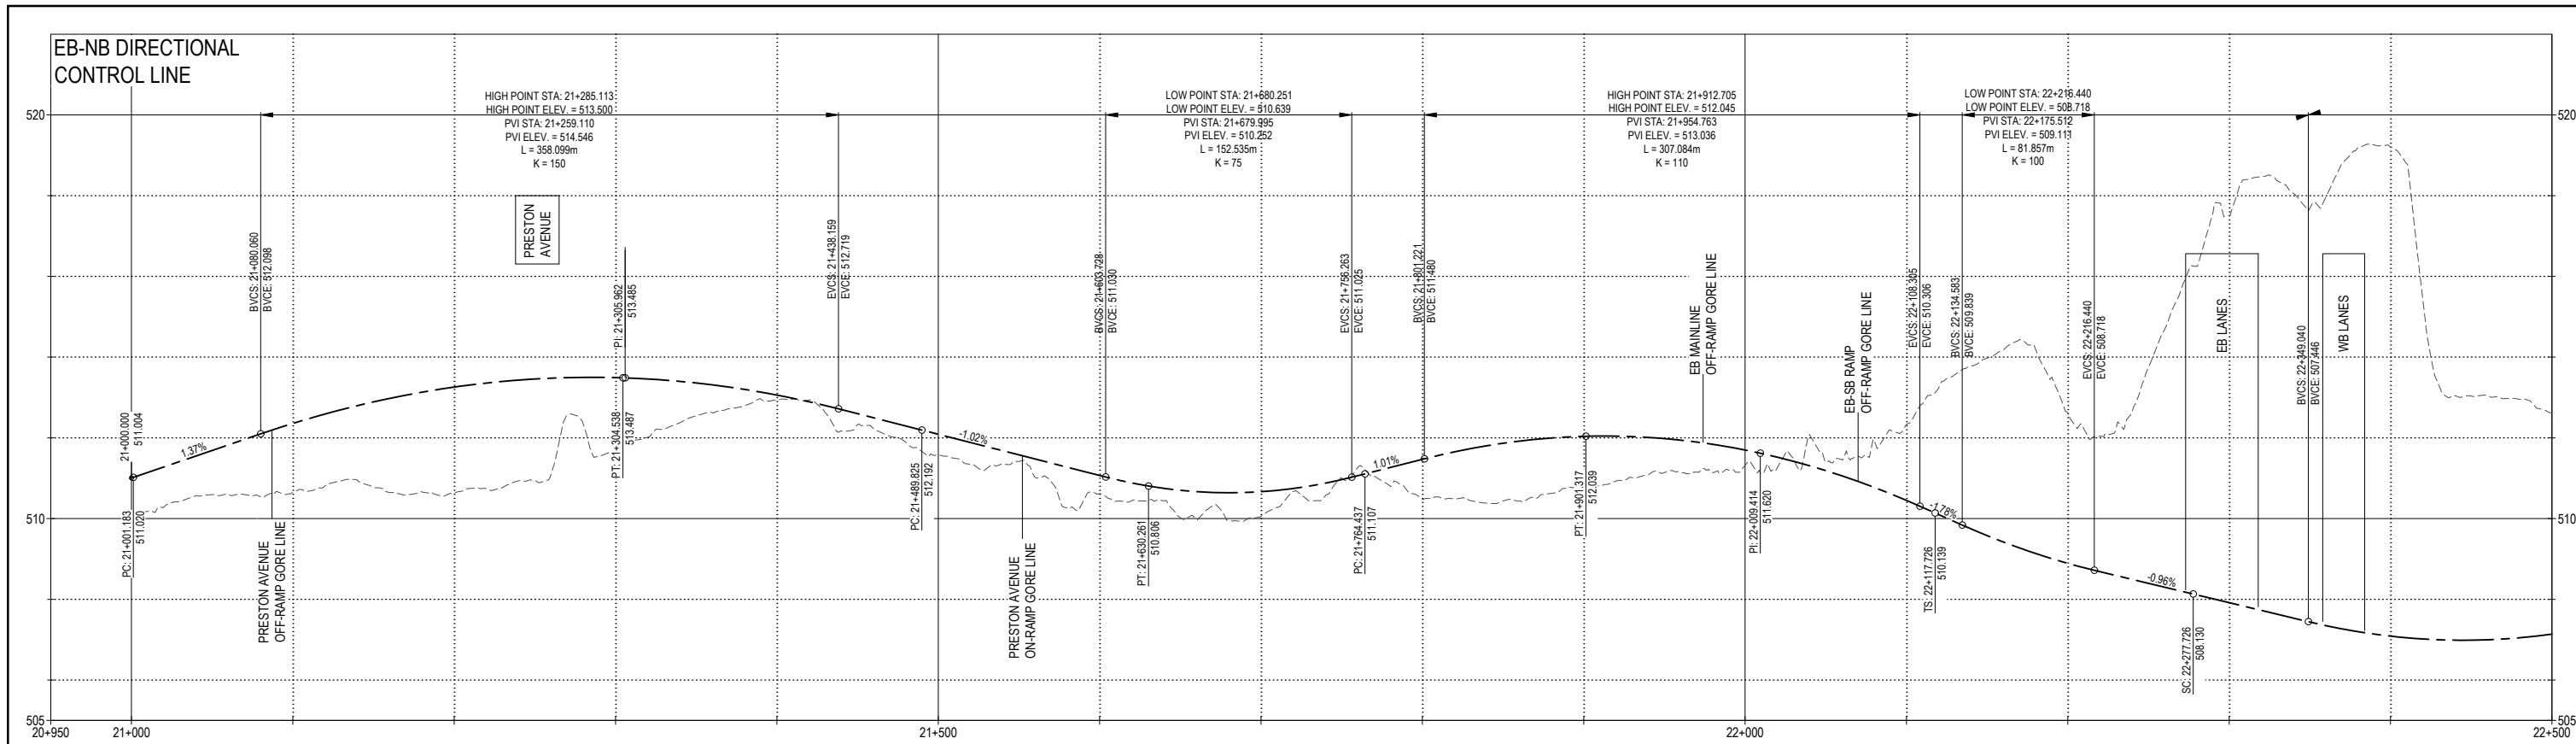 EB-NB DIRECTIONAL
CONTROL LINE
HIGH POINT STA: 21+285.113
HIGH POINT ELEV. = 513.500
PVI STA: 21+259.110
PVI ELEV. = 514.546
L = 358.099m
K = 150
LOW POINT STA: 21+680.251
LOW POINT ELEV. = 510.639
PVI STA: 21+679.995
PVI ELEV. = 510.252
L = 152.535m
K = 75
HIGH POINT STA: 21+912.705
HIGH POINT ELEV. = 512.045
PVI STA: 21+954.763
PVI ELEV. = 513.036
L = 307.084m
K = 110
LOW POINT STA: 22+216.440
LOW POINT ELEV. = 508.718
PVI STA: 22+175.512
PVI ELEV. = 509.111
L = 81.857m
K = 100
520
520
PRESTON
AVENUE
BVCS: 21+080.060
BVCE: 512.098
PI: 21+305.962
513.485
EVCS: 21+438.159
EVCE: 512.719
BVCS: 21+603.728
BVCE: 511.030
EVCS: 21+756.263
EVCE: 511.025
BVCS: 21+801.221
BVCE: 511.480
EB MAINLINE
OFF-RAMP GORE LINE
EB-SB RAMP
OFF-RAMP GORE LINE
EVCS: 22+108.305
EVCE: 510.306
BVCS: 22+134.583
BVCE: 509.839
EVCS: 22+216.440
EVCE: 508.718
EB LANES
BVCS: 22+349.040
BVCE: 507.446
WB LANES
21+000.000
511.004
1.37%
PT: 21+304.538
513.487
-1.02%
1.01%
-1.78%
-0.96%
510
510
PC: 21+001.183
511.020
PRESTON AVENUE
OFF-RAMP GORE LINE
PC: 21+489.825
512.192
PRESTON AVENUE
ON-RAMP GORE LINE
PT: 21+630.261
510.806
PC: 21+764.437
511.107
PT: 21+901.317
512.039
PI: 22+009.414
511.620
TS: 22+117.726
510.139
SC: 22+277.726
508.130
505
505
20+950
21+000
21+500
22+000
22+500